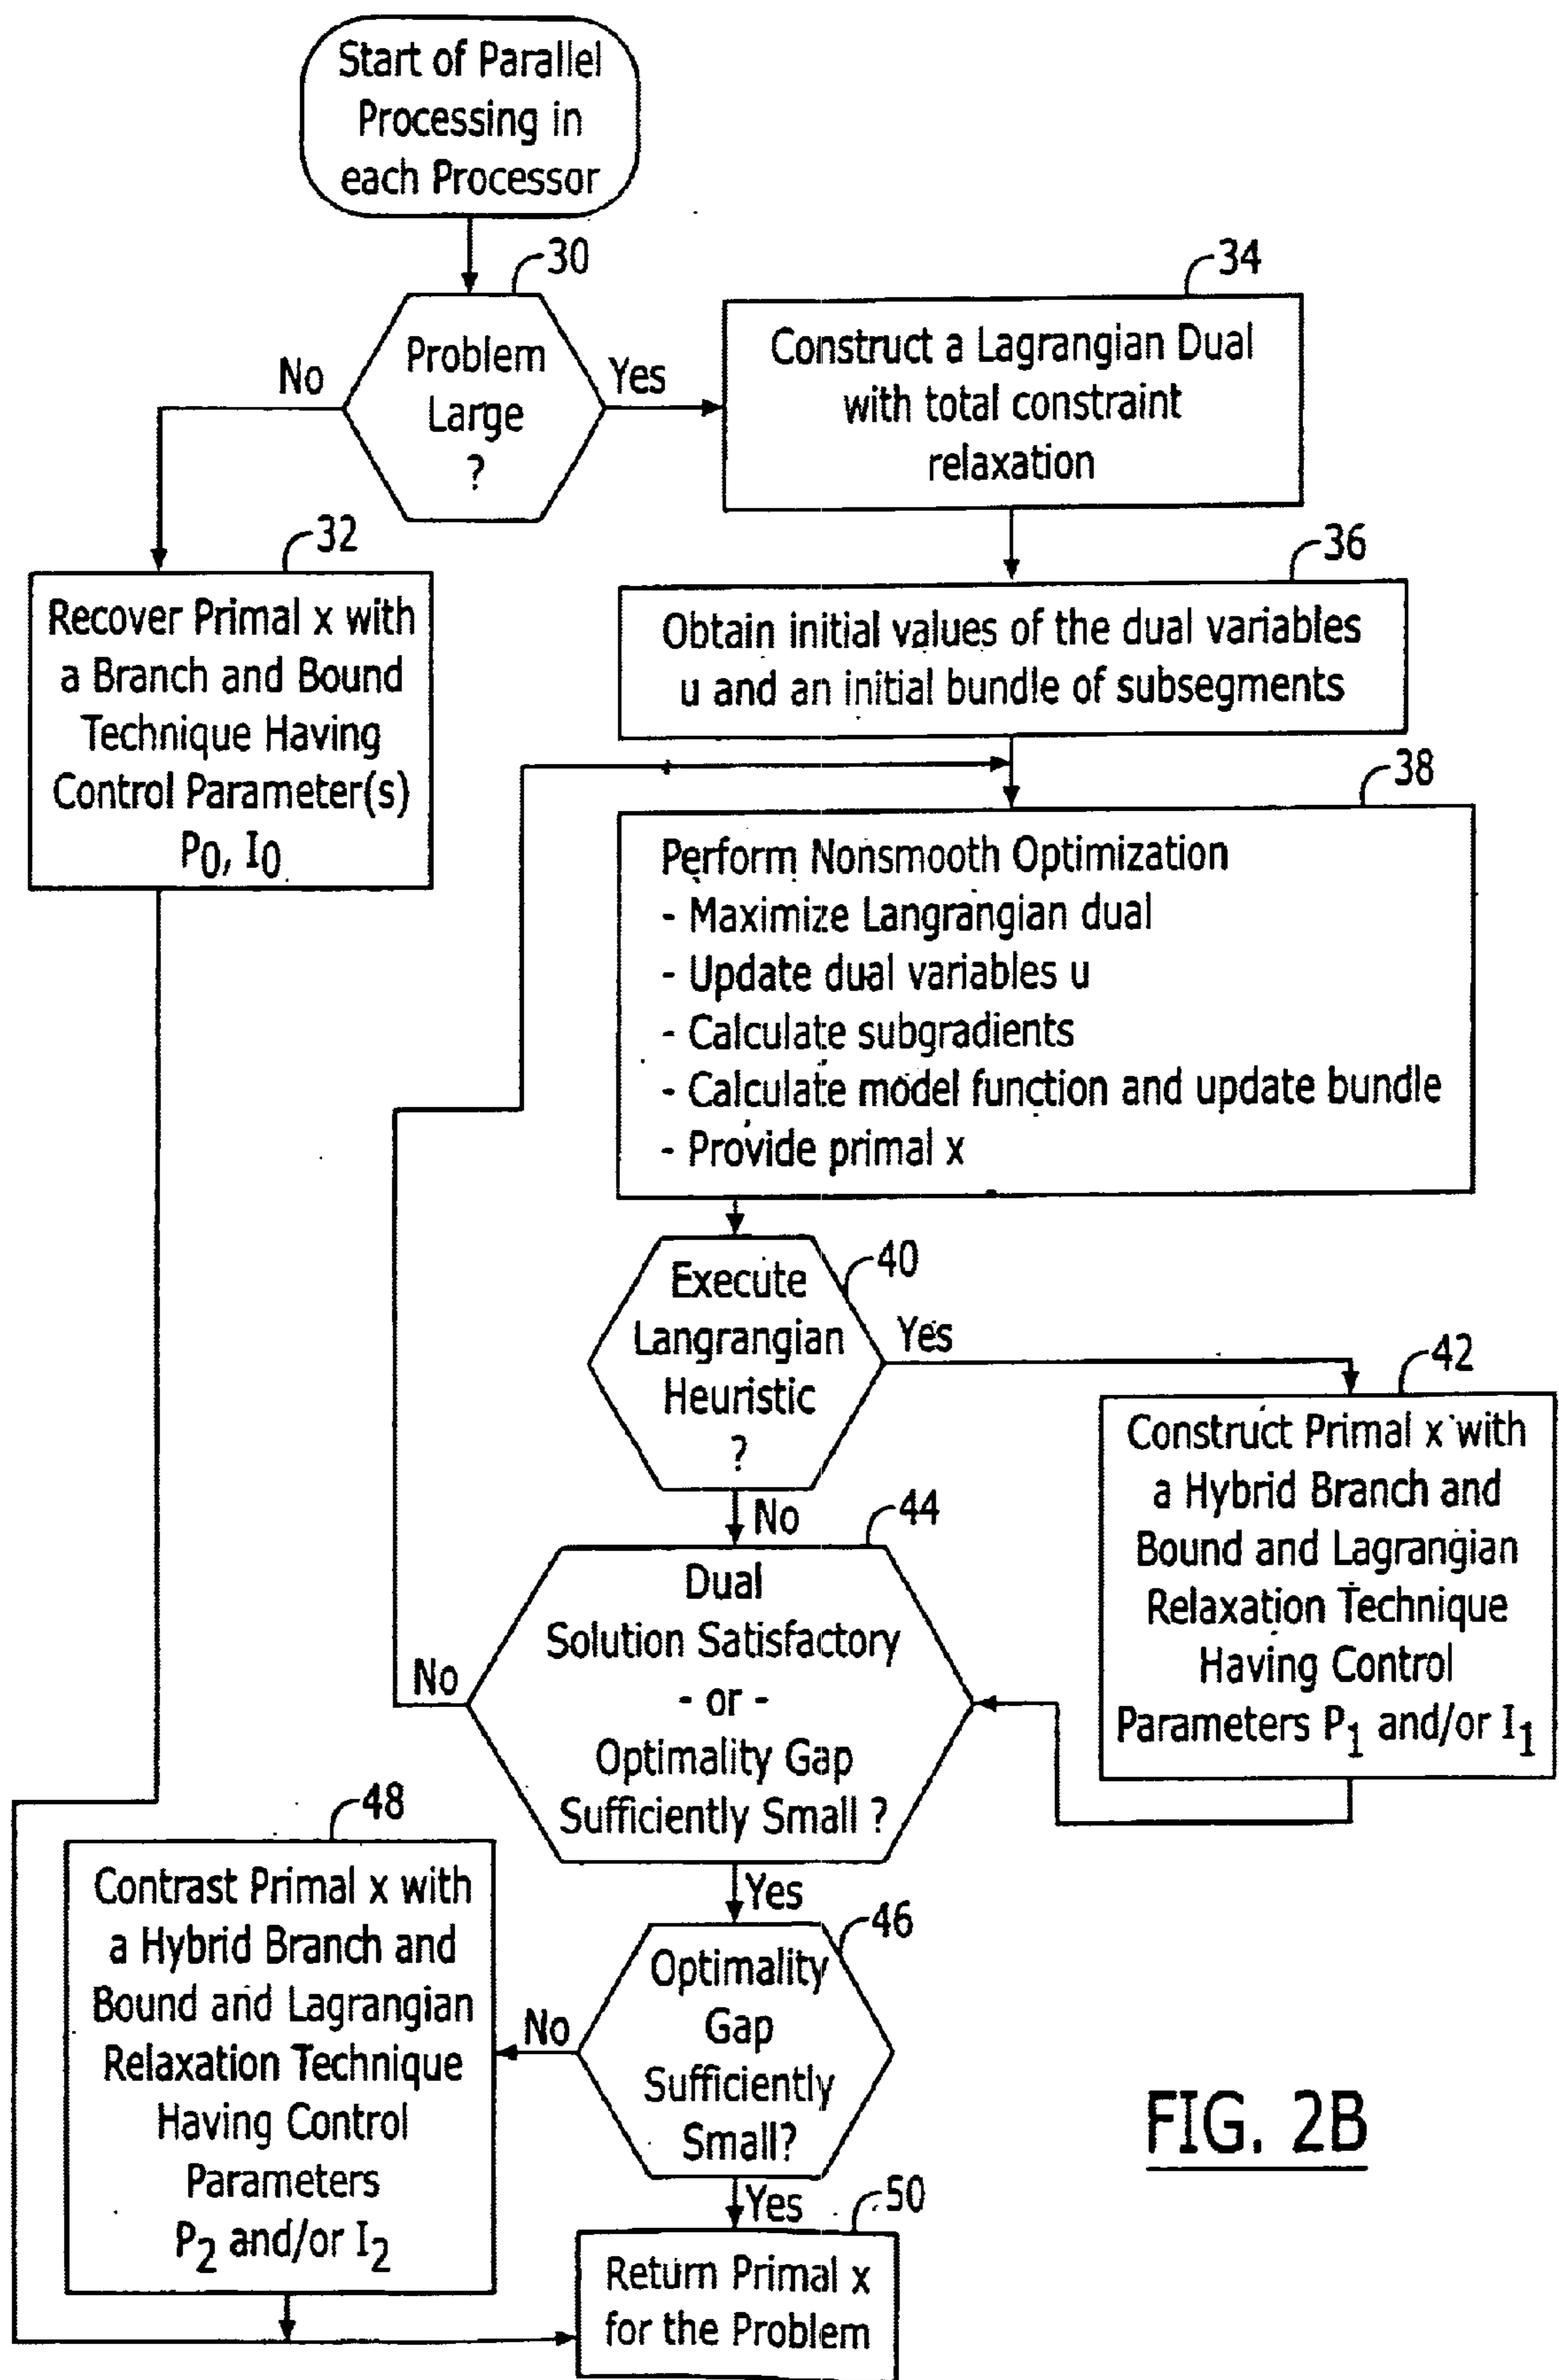 Start of Parallel
Processing in
each Processor
30
Problem
Large
?
No
Yes
34
Construct a Lagrangian Dual
with total constraint
relaxation
32
Recover Primal x with
a Branch and Bound
Technique Having
Control Parameter(s)
P0, I0
36
Obtain initial values of the dual variables
u and an initial bundle of subsegments
38
Perform Nonsmooth Optimization
- Maximize Langrangian dual
- Update dual variables u
- Calculate subgradients
- Calculate model function and update bundle
- Provide primal x
40
Execute
Langrangian
Heuristic
?
Yes
No
42
Construct Primal x with
a Hybrid Branch and
Bound and Lagrangian
Relaxation Technique
Having Control
Parameters P1 and/or I1
44
Dual
Solution Satisfactory
- or -
Optimality Gap
Sufficiently Small ?
No
Yes
46
Optimality
Gap
Sufficiently
Small?
No
Yes
48
Contrast Primal x with
a Hybrid Branch and
Bound and Lagrangian
Relaxation Technique
Having Control
Parameters
P2 and/or I2
50
Return Primal x
for the Problem
FIG. 2B